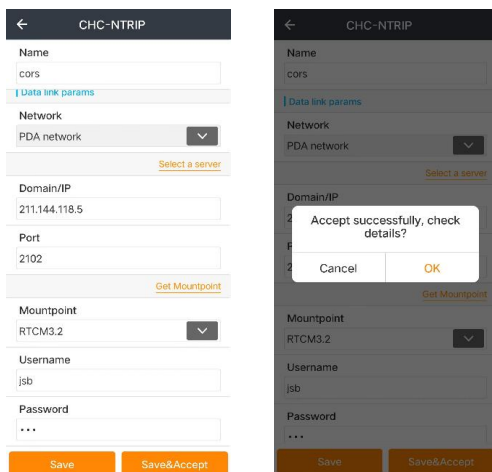 CHC-NTRIP
Name
cors
Data link params
Network
PDA network
Select a server
Domain/IP
211.144.118.5
Port
2102
Get Mountpoint
Mountpoint
RTCM3.2
Username
jsb
Password
•••
Save
Save&Accept
CHC-NTRIP
Name
cors
Data link params
Network
PDA network
Select a server
Domain/IP
2
Accept successfully, check
details?
2
Cancel
OK
Get Mountpoint
Mountpoint
RTCM3.2
Username
jsb
Password
•••
Save
Save&Accept